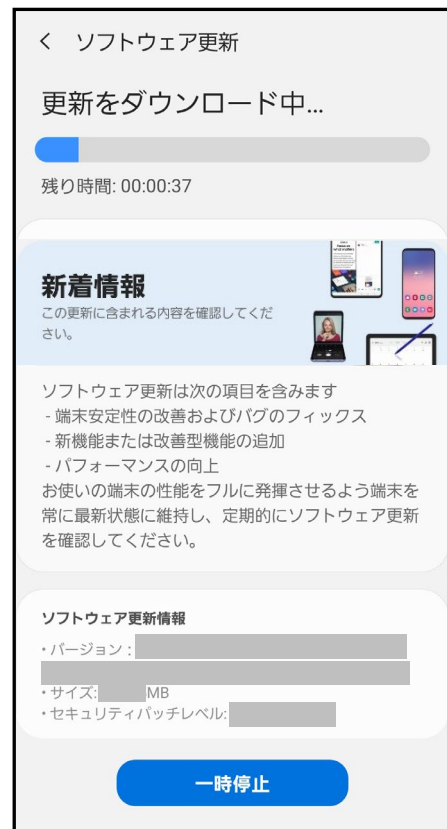 ソフトウェア更新
更新をダウンロード中...
残り時間: 00:00:37
新着情報
この更新に含まれる内容を確認してくだ
さい。
ソフトウェア更新は次の項目を含みます
- 端末安定性の改善およびバグのフィックス
- 新機能または改善型機能の追加
- パフォーマンスの向上
お使いの端末の性能をフルに発揮させるよう端末を
常に最新状態に維持し、定期的にソフトウェア更新
を確認してください。
ソフトウェア更新情報
・バージョン :
・サイズ: MB
・セキュリティパッチレベル:
一時停止